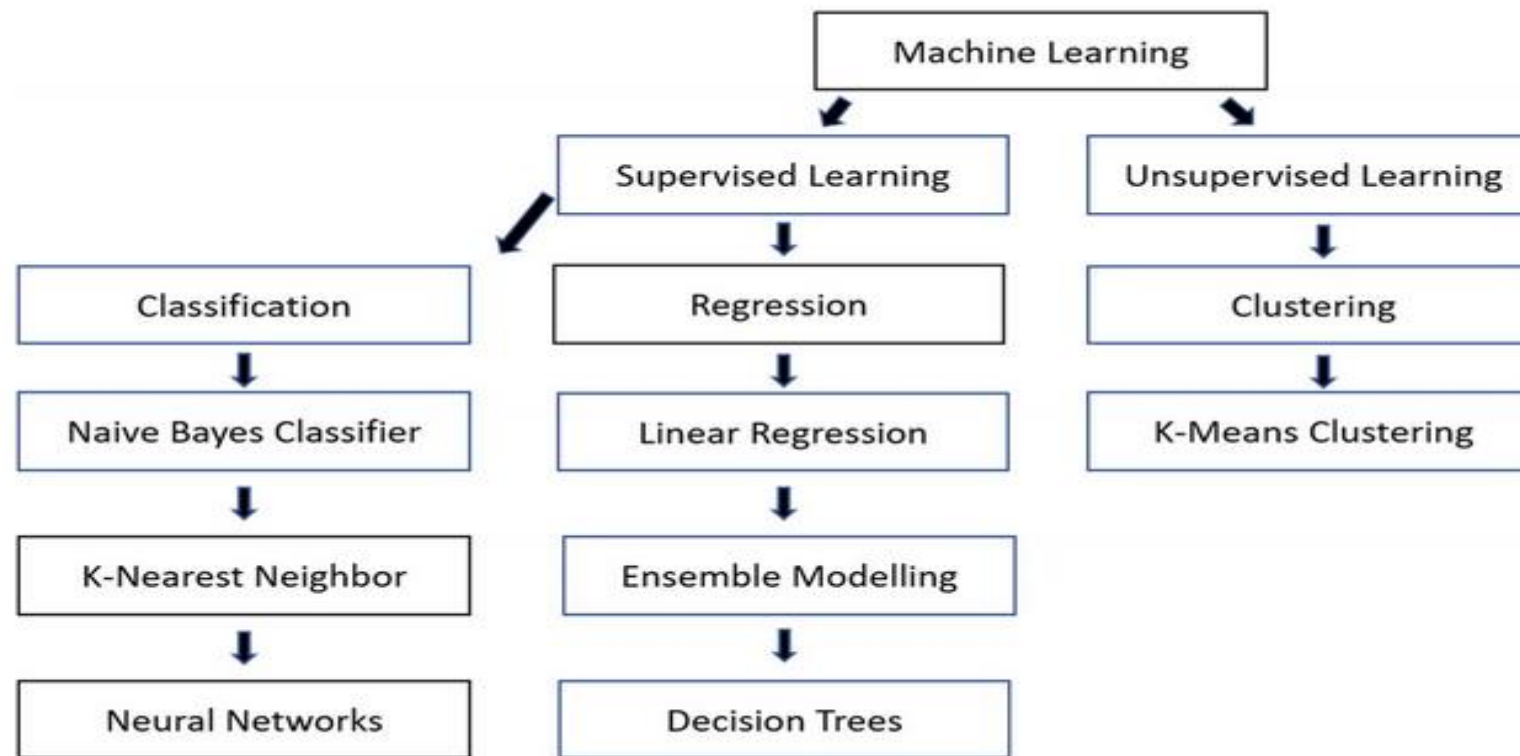 Machine Learning
Supervised Learning
Unsupervised Learning
Classification
Regression
Clustering
Naive Bayes Classifier
Linear Regression
K-Means Clustering
K-Nearest Neighbor
Ensemble Modelling
Neural Networks
Decision Trees